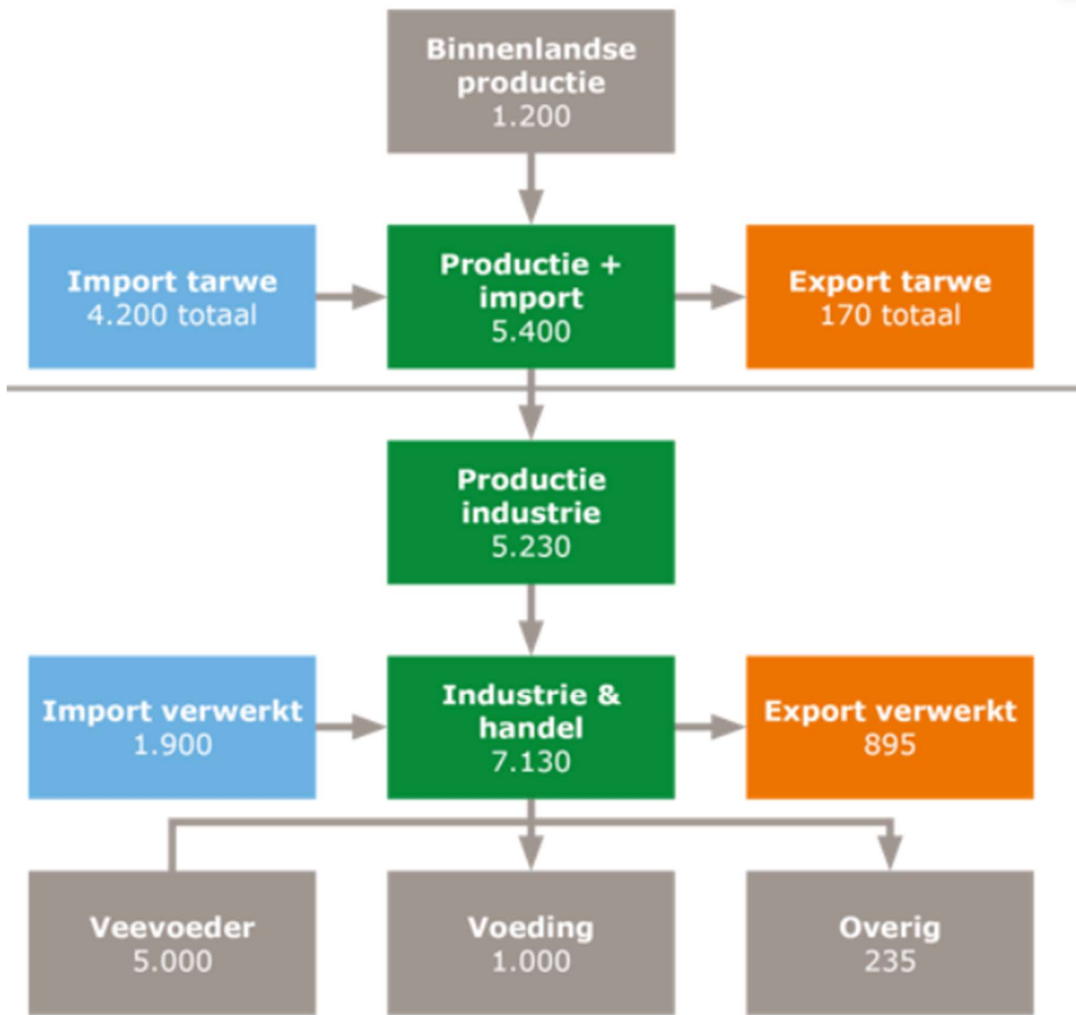 Binnenlandse
productie
1.200
Import tarwe
4.200 totaal
Productie +
import
5.400
Export tarwe
170 totaal
Productie
industrie
5.230
Import verwerkt
1.900
Industrie &
handel
7.130
Export verwerkt
895
Veevoeder
5.000
Voeding
1.000
Overig
235